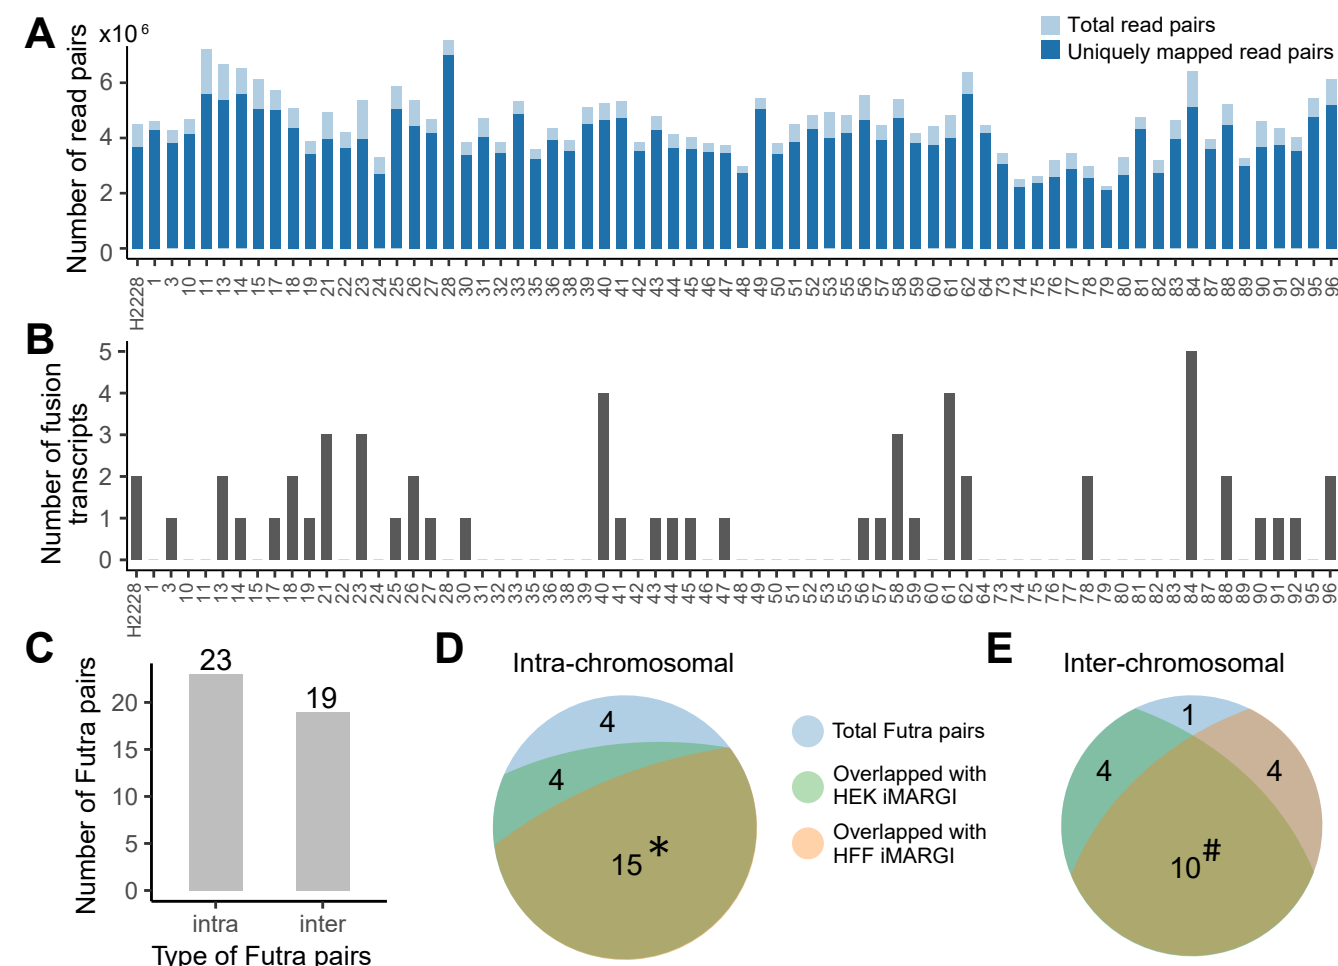 A
x10 6
Number of read pairs
6
4
2
0
Total read pairs
Uniquely mapped read pairs
H2228 1 3 10 11 13 14 15 17 18 19 21 22 23 24 25 26 27 28 30 31 32 33 35 36 38 39 40 41 42 43 44 45 46 47 48 49 50 51 52 53 55 56 57 58 59 60 61 62 64 73 74 75 76 77 78 79 80 81 82 83 84 87 88 89 90 91 92 95 96
B
Number of fusion
transcripts
5
4
3
2
1
0
H2228 1 3 10 11 13 14 15 17 18 19 21 22 23 24 25 26 27 28 30 31 32 33 35 36 38 39 40 41 42 43 44 45 46 47 48 49 50 51 52 53 55 56 57 58 59 60 61 62 64 73 74 75 76 77 78 79 80 81 82 83 84 87 88 89 90 91 92 95 96
C
Number of Futra pairs
20
15
10
5
0
23
19
intra
inter
Type of Futra pairs
D
Intra-chromosomal
4
4
15 *
Total Futra pairs
Overlapped with
HEK iMARGI
Overlapped with
HFF iMARGI
E
Inter-chromosomal
1
4
4
10 #